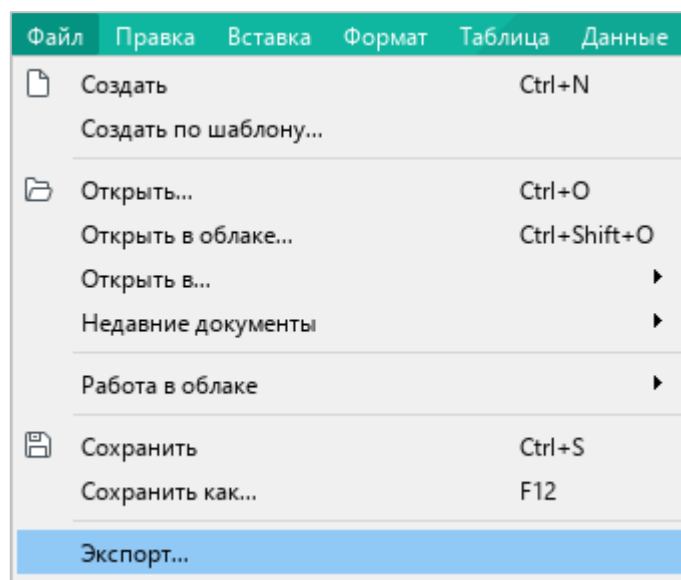 Файл Правка Вставка Формат Таблица Данные
Создать Ctrl+N
Создать по шаблону...
Открыть... Ctrl+O
Открыть в облаке... Ctrl+Shift+O
Открыть в...
Недавние документы
Работа в облаке
Сохранить Ctrl+S
Сохранить как... F12
Экспорт...